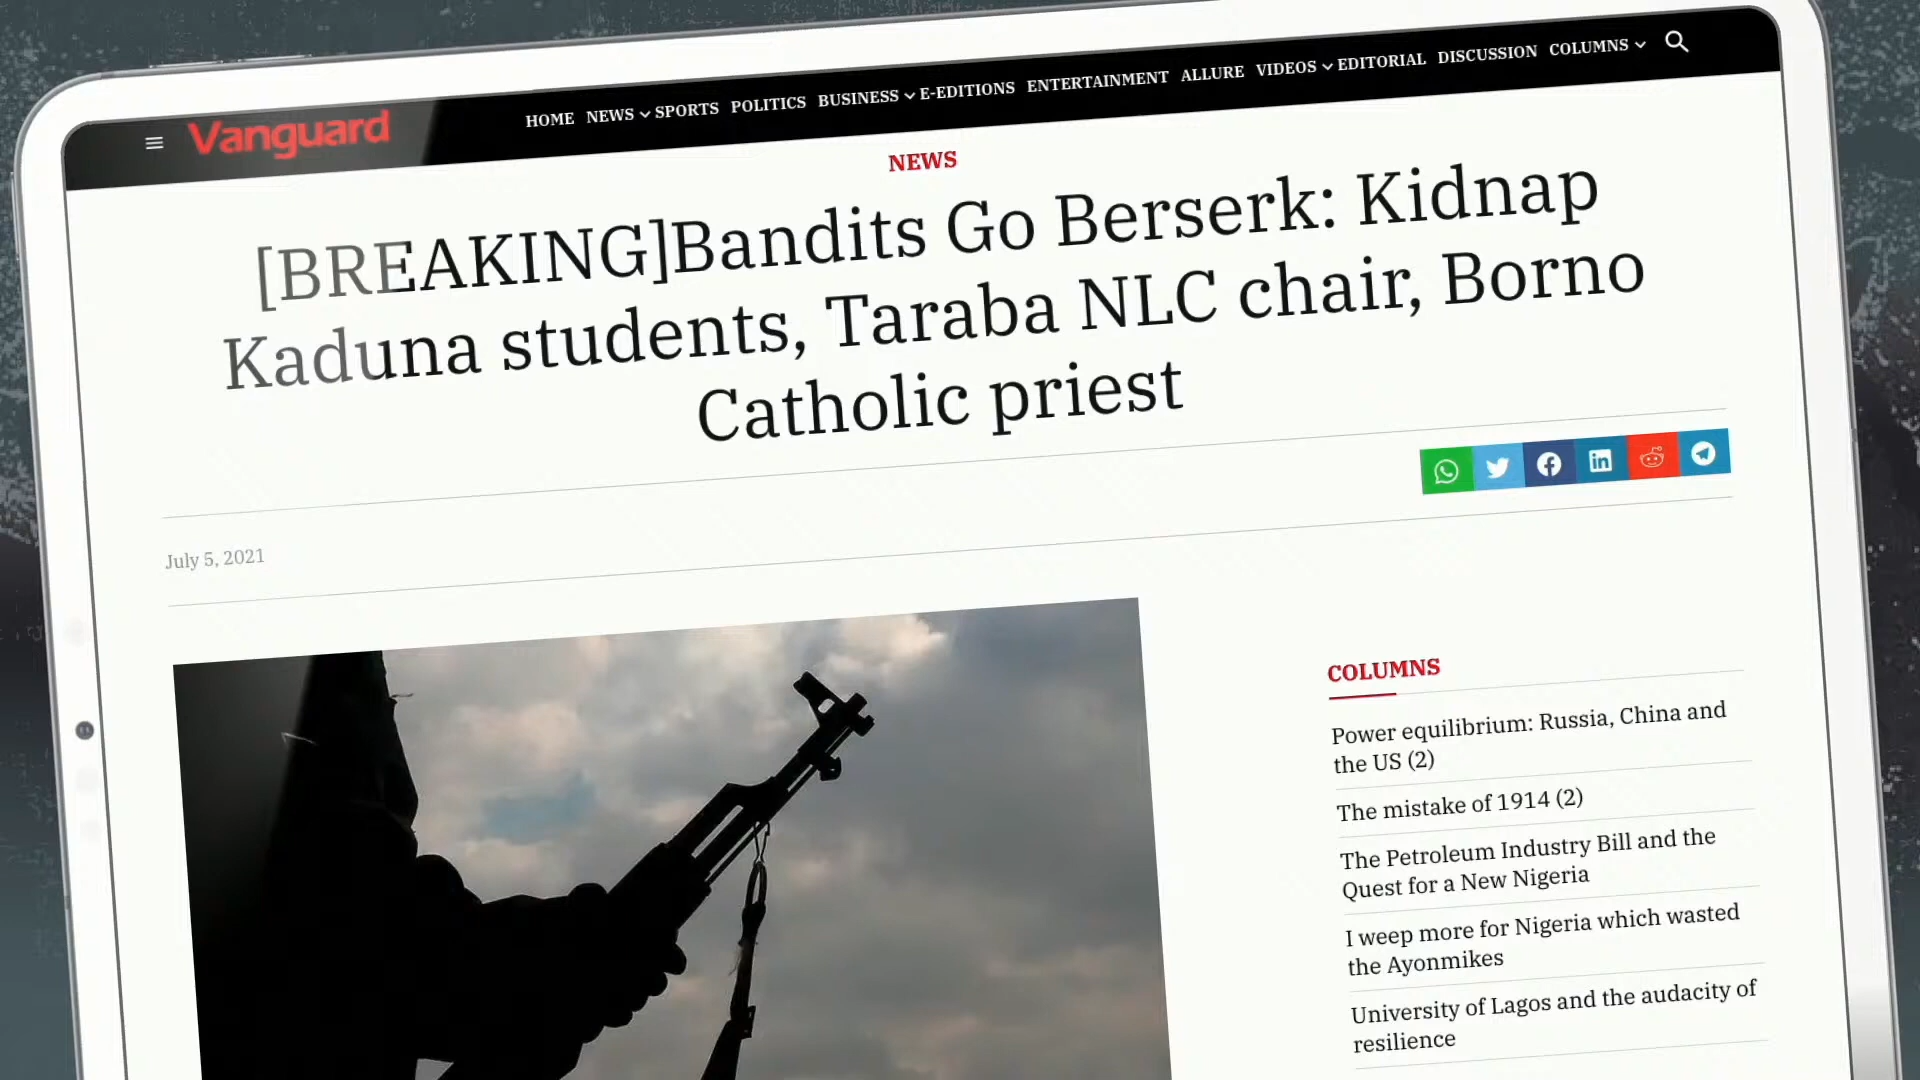 Vanguard
HOME NEWS SPORTS POLITICS BUSINESS E-EDITIONS ENTERTAINMENT ALLURE VIDEOS EDITORIAL DISCUSSION COLUMNS
NEWS
[BREAKING]Bandits Go Berserk: Kidnap
Kaduna students, Taraba NLC chair, Borno
Catholic priest
July 5, 2021
COLUMNS
Power equilibrium: Russia, China and
the US (2)
The mistake of 1914 (2)
The Petroleum Industry Bill and the
Quest for a New Nigeria
I weep more for Nigeria which wasted
the Ayonmikes
University of Lagos and the audacity of
resilience